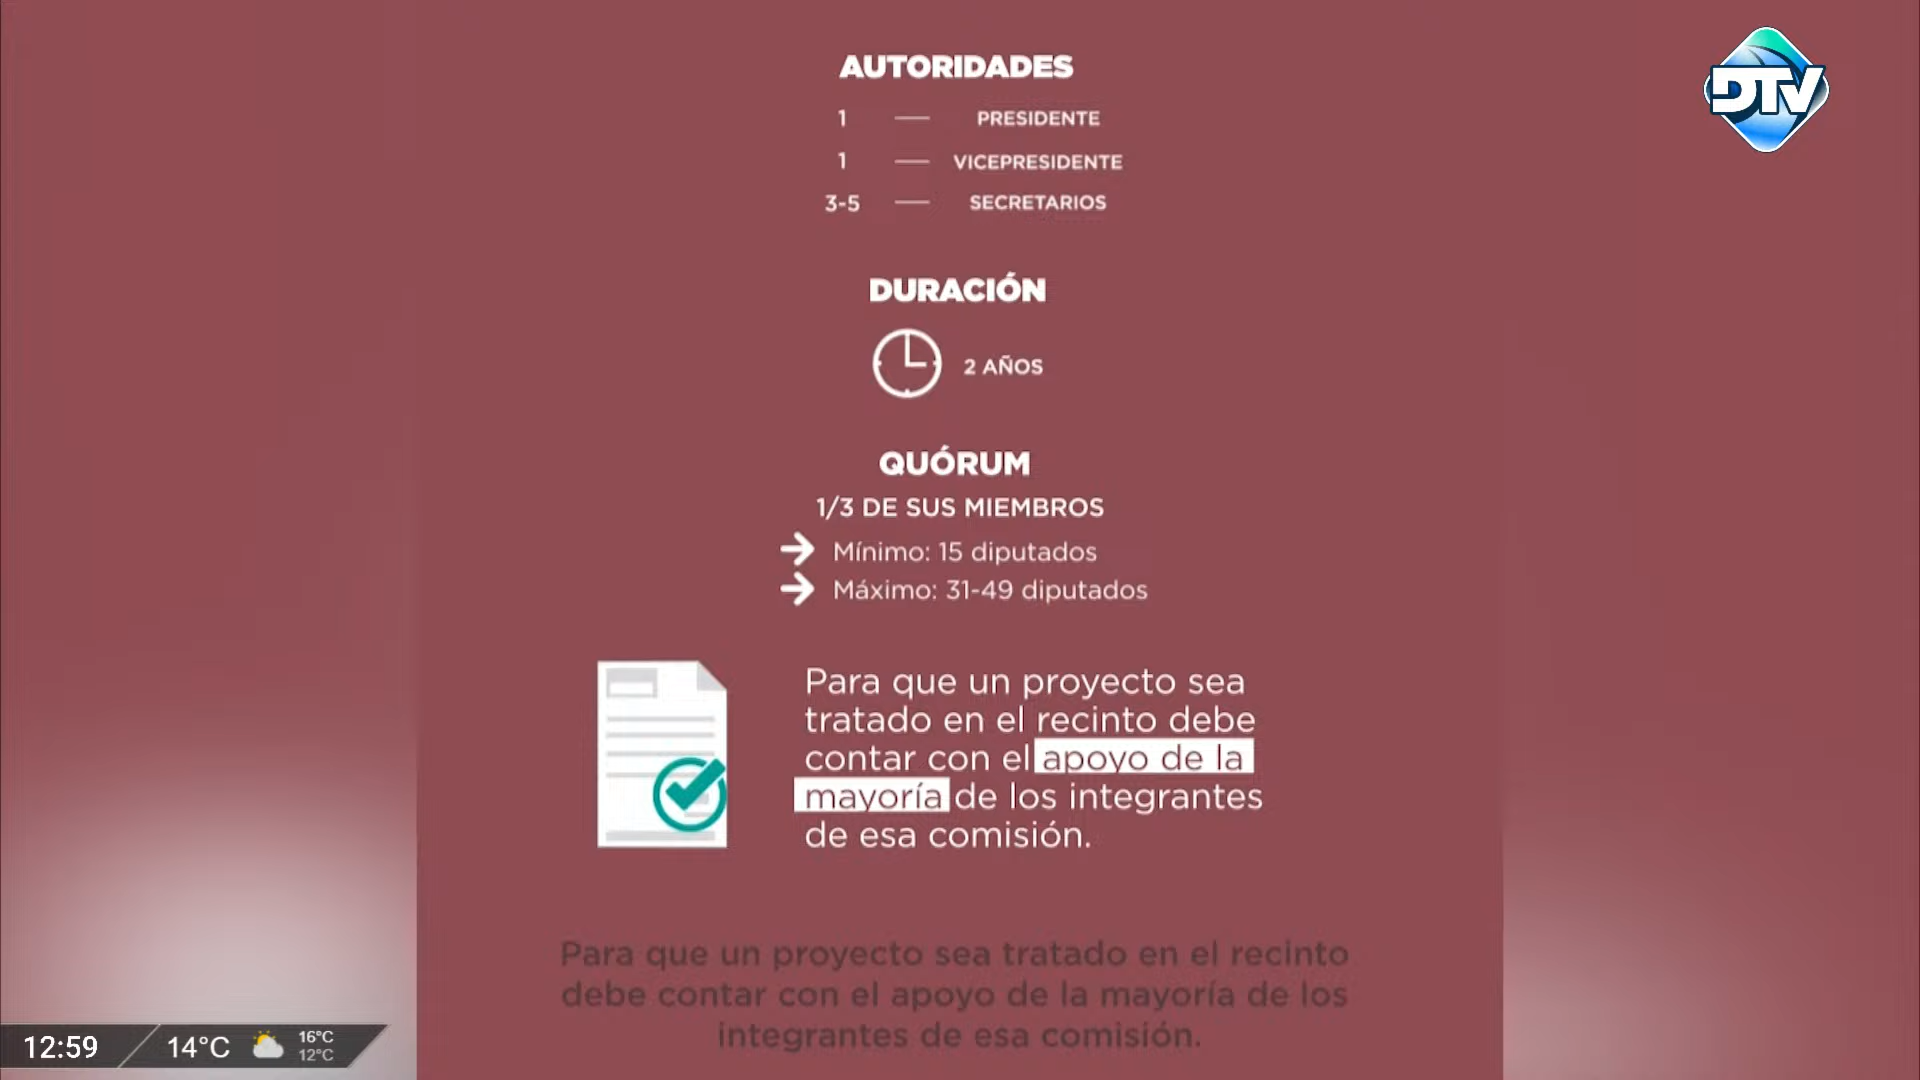 AUTORIDADES
1 — PRESIDENTE
1 — VICEPRESIDENTE
3-5 — SECRETARIOS
DURACIÓN
2 AÑOS
QUÓRUM
1/3 DE SUS MIEMBROS
Mínimo: 15 diputados
Máximo: 31-49 diputados
Para que un proyecto sea
tratado en el recinto debe
contar con el apoyo de la
mayoría de los integrantes
de esa comisión.
Para que un proyecto sea tratado en el recinto
debe contar con el apoyo de la mayoría de los
integrantes de esa comisión.
DTV
12:59
14°C
16°C
12°C